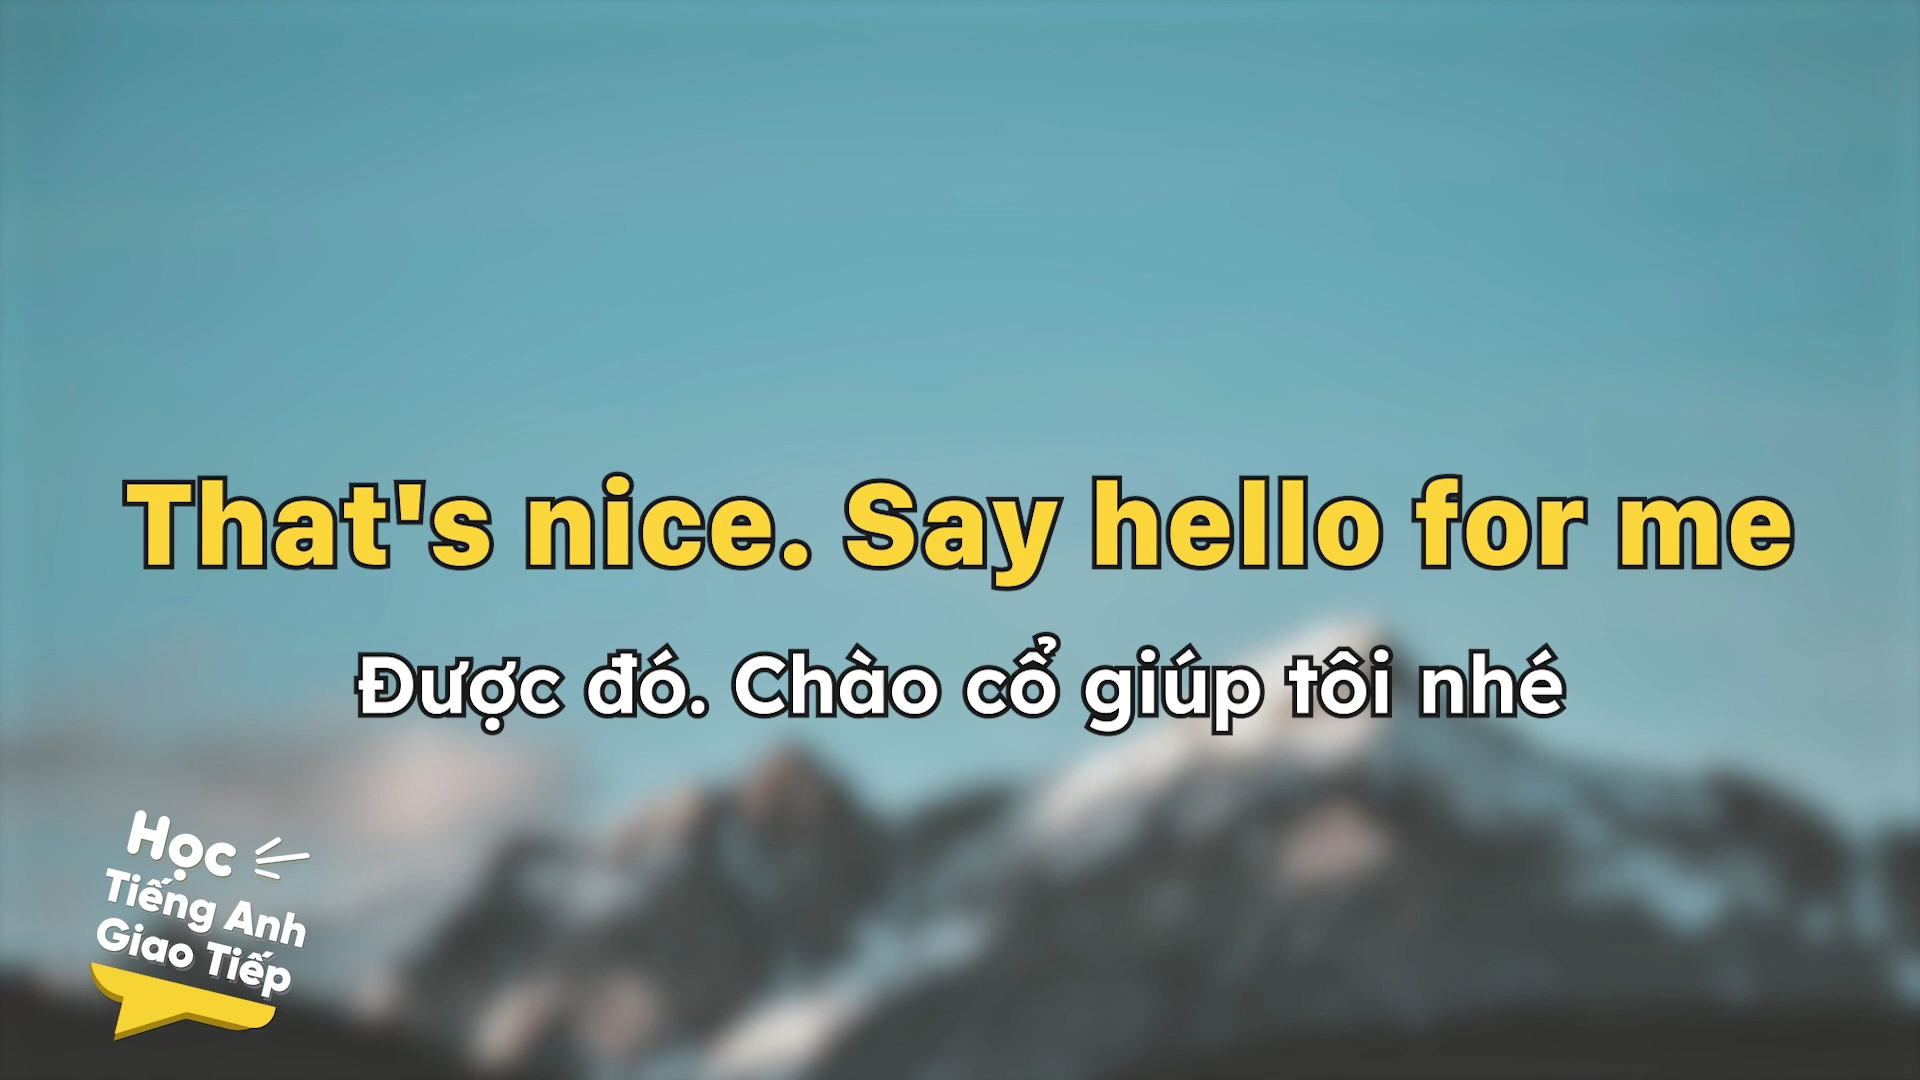 That's nice. Say hello for me
Được đó. Chào cổ giúp tôi nhé
Học
Tiếng Anh
Giao Tiếp